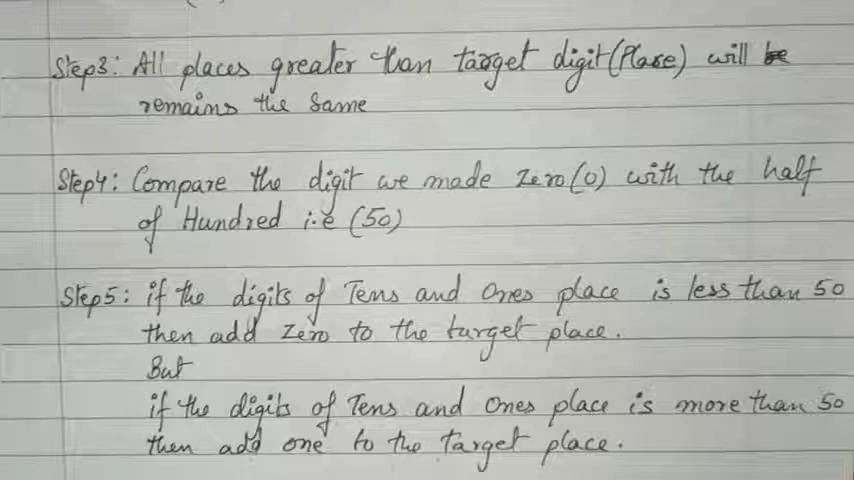 Step3: All places greater than target digit (Place) will be
remains the same
Step4: Compare the digit we made zero (0) with the half
of Hundred i.e (50)
Step5: if the digits of Tens and Ones place is less than 50
then add zero to the target place.
But
if the digits of Tens and Ones place is more than 50
then add one to the target place.